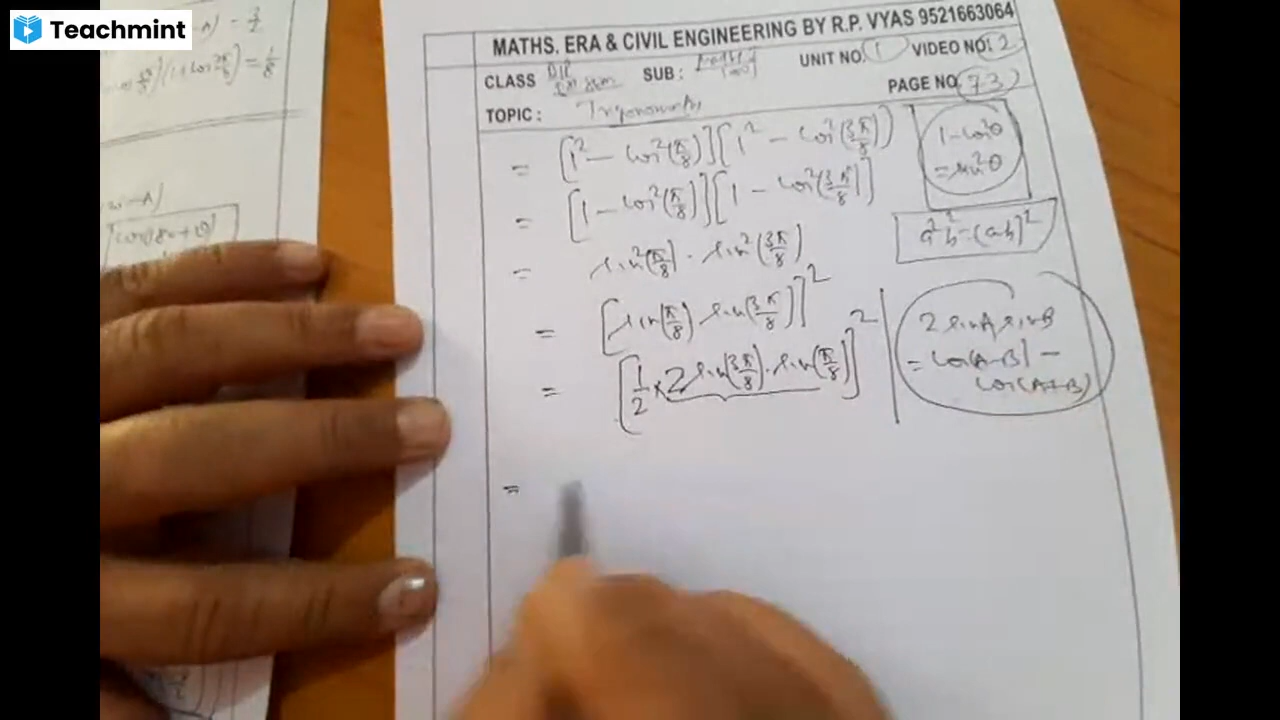 Teachmint
MATHS. ERA & CIVIL ENGINEERING BY R.P. VYAS 9521663064
CLASS SUB : UNIT NO. 1 VIDEO NO: 2
PAGE NO. 73
TOPIC : Trigonometry
= [1² - cos²(π/8)][1² - cos²(3π/8)]
= [1 - cos²(π/8)][1 - cos²(3π/8)]
= sin²(π/8) · sin²(3π/8)
= [sin(π/8) · sin(3π/8)]²
= [1/2 × 2 sin(3π/8) · sin(π/8)]²
=
1 - cos²θ
= sin²θ
a²b² = (ab)²
2 sinA sinB
= cos(A-B) -
cos(A+B)